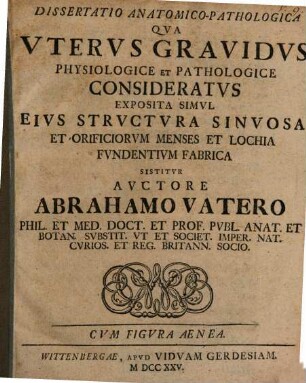 DISSERTATIO ANATOMICO-PATHOLOGICA
QVA
VTERVS GRAVIDVS
PHYSIOLOGICE ET PATHOLOGICE
CONSIDERATVS
EXPOSITA SIMVL
EIVS STRVCTVRA SINVOSA
ET ORIFICIORVM MENSES ET LOCHIA
FVNDENTIVM FABRICA
SISTITVR
AVCTORE
ABRAHAMO VATERO
PHIL. ET MED. DOCT. ET PROF. PVBL. ANAT. ET
BOTAN. SVBSTIT. VT ET SOCIET. IMPER. NAT.
CVRIOS. ET REG. BRITANN. SOCIO.
CVM FIGVRA AENEA.
WITTENBERGAE, APVD VIDVAM GERDESIAM.
M DCC XXV.